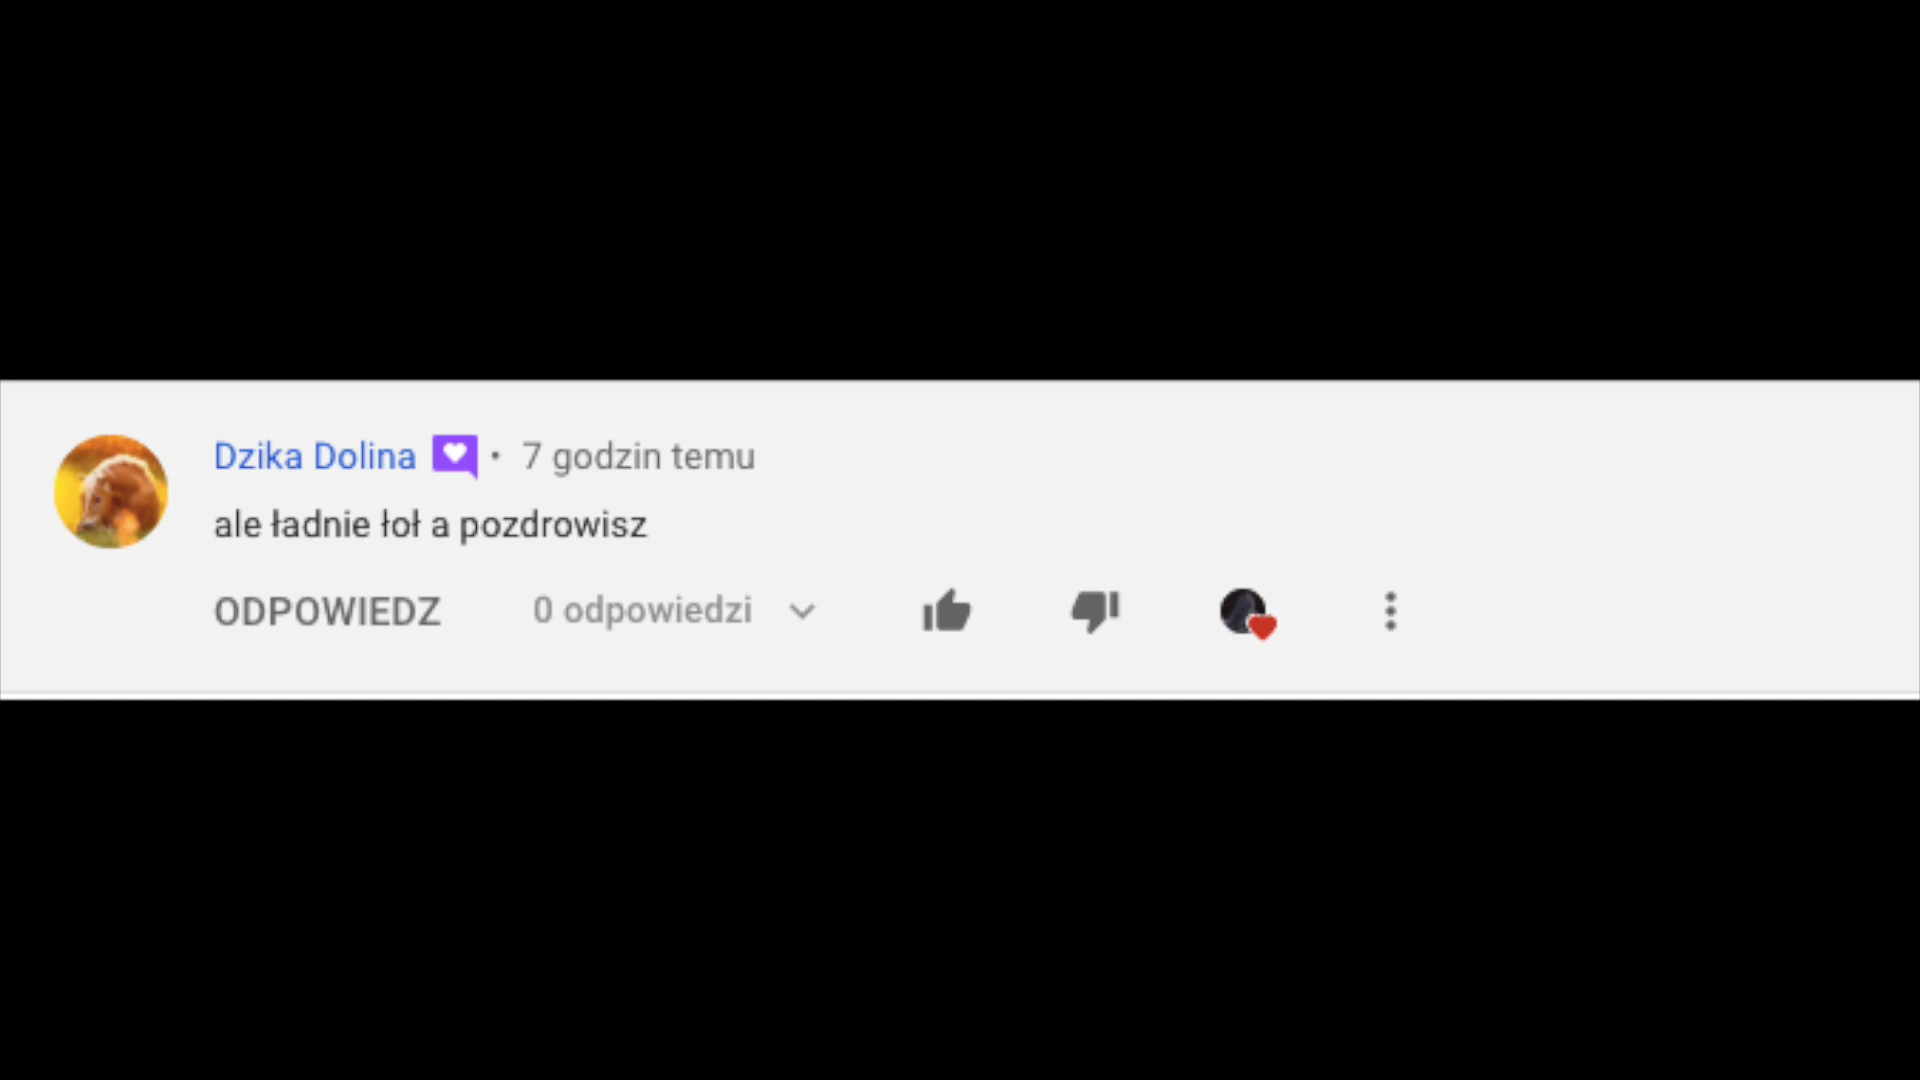 Dzika Dolina • 7 godzin temu
ale ładnie łoł a pozdrowisz
ODPOWIEDZ 0 odpowiedzi